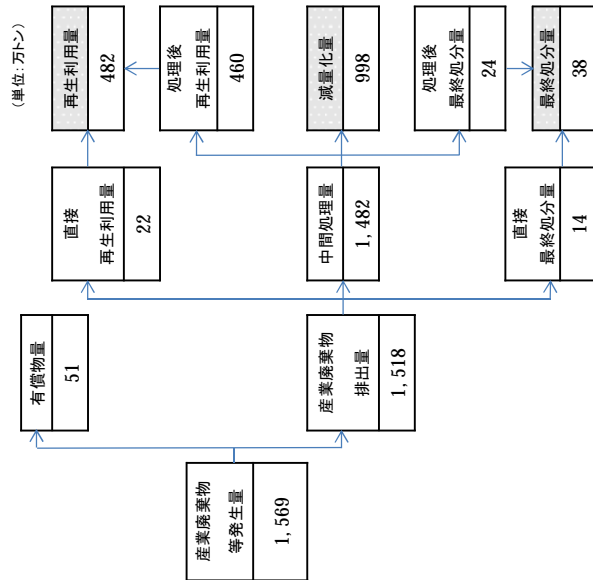 (単位:万トン)
産業廃棄物
等発生量
1,569
有償物量
51
産業廃棄物
排出量
1,518
直接
再生利用量
22
中間処理量
1,482
直接
最終処分量
14
再生利用量
482
処理後
再生利用量
460
減量化量
998
処理後
最終処分量
24
最終処分量
38